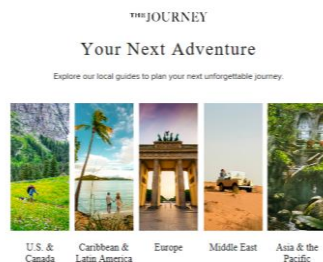 THE JOURNEY
Your Next Adventure
Explore our local guides to plan your next unforgettable journey.
U.S. & Canada
Caribbean & Latin America
Europe
Middle East
Asia & the Pacific